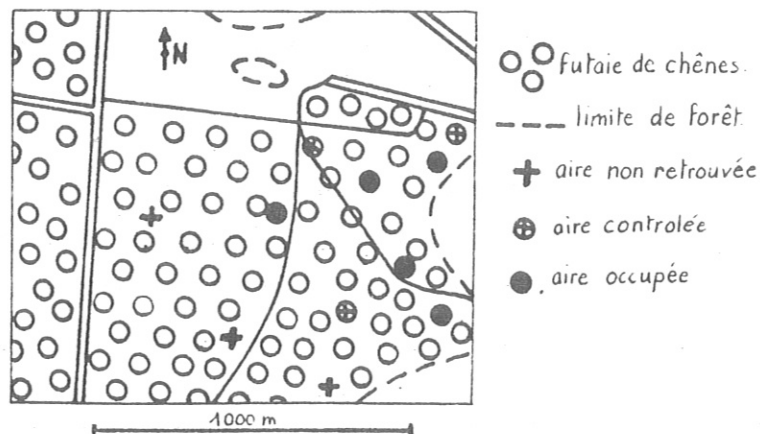 N
futaie de chênes.
limite de forêt
aire non retrouvée
aire controlée
aire occupée
1000 m